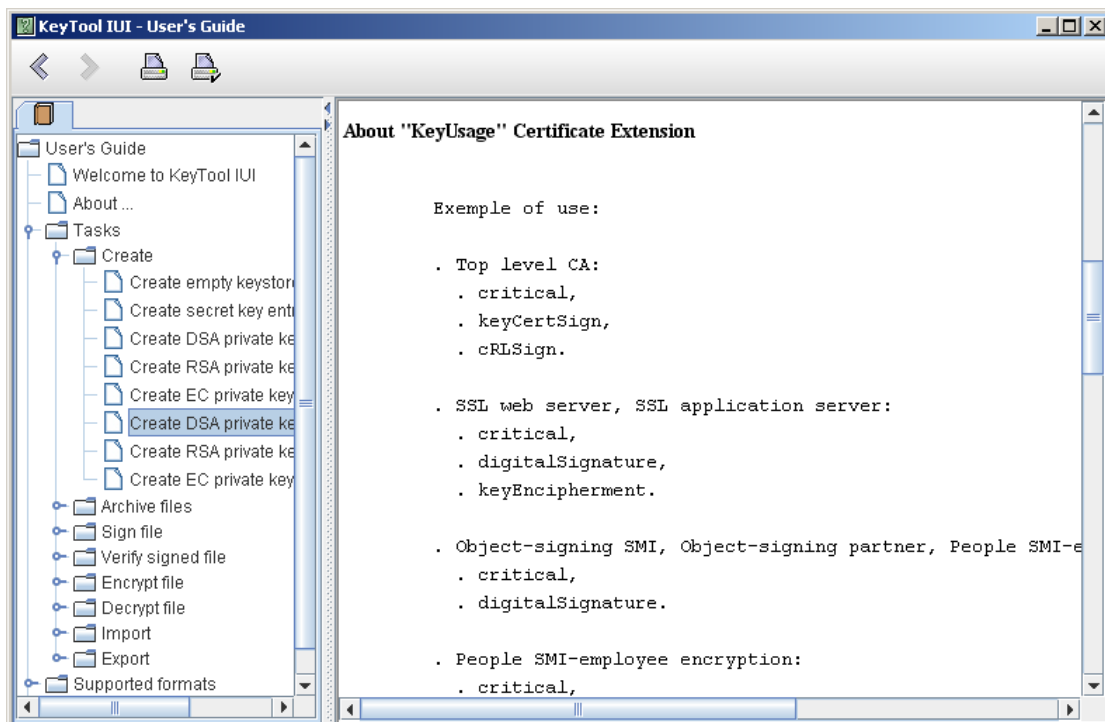 KeyTool IUI - User's Guide
User's Guide
Welcome to KeyTool IUI
About ...
Tasks
Create
Create empty keystor
Create secret key ent
Create DSA private ke
Create RSA private ke
Create EC private key
Create DSA private ke
Create RSA private ke
Create EC private key
Archive files
Sign file
Verify signed file
Encrypt file
Decrypt file
Import
Export
Supported formats
About "KeyUsage" Certificate Extension
Exemple of use:
. Top level CA:
. critical,
. keyCertSign,
. cRLSign.
. SSL web server, SSL application server:
. critical,
. digitalSignature,
. keyEncipherment.
. Object-signing SMI, Object-signing partner, People SMI-e
. critical,
. digitalSignature.
. People SMI-employee encryption:
. critical,